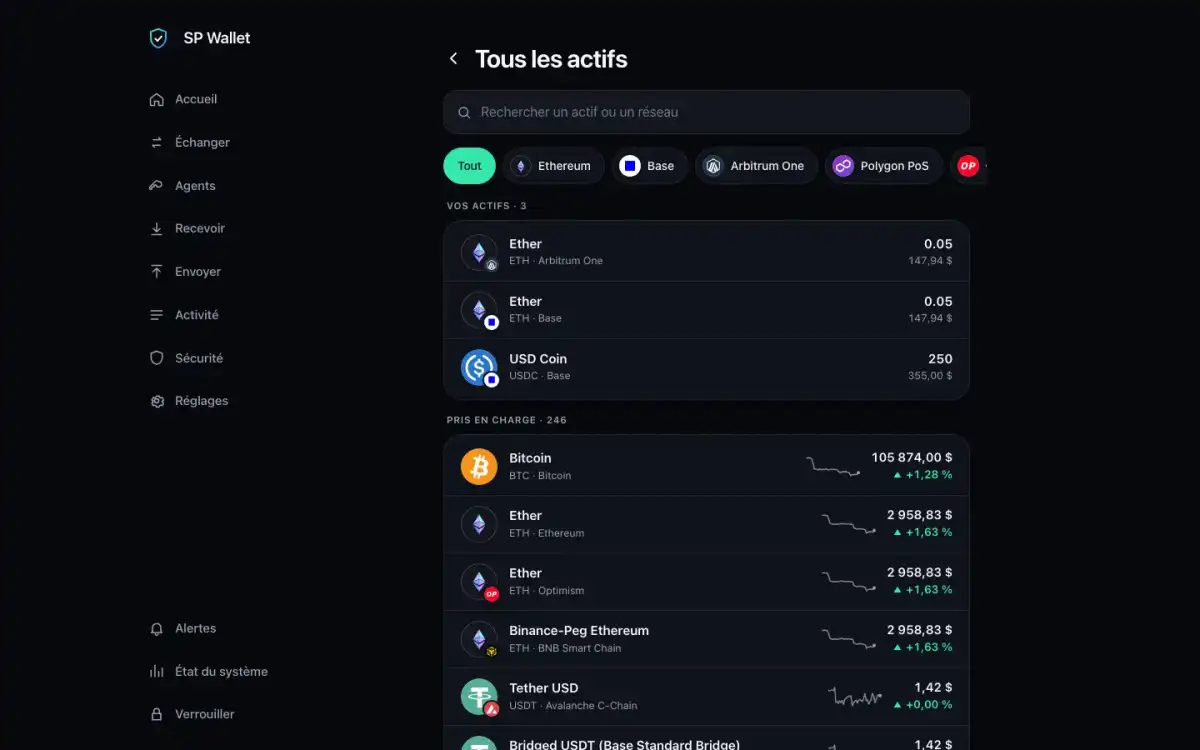 SP Wallet
Accueil
Échanger
Agents
Recevoir
Envoyer
Activité
Sécurité
Réglages
Alertes
État du système
Verrouiller
Tous les actifs
Rechercher un actif ou un réseau
Tout
Ethereum
Base
Arbitrum One
Polygon PoS
OP
VOS ACTIFS · 3
Ether
0.05
ETH · Arbitrum One
147,94 $
Ether
0.05
ETH · Base
147,94 $
USD Coin
250
USDC · Base
355,00 $
PRIS EN CHARGE · 246
Bitcoin
105 874,00 $
BTC · Bitcoin
+1,28 %
Ether
2 958,83 $
ETH · Ethereum
+1,63 %
Ether
2 958,83 $
OP
ETH · Optimism
+1,63 %
Binance-Peg Ethereum
2 958,83 $
ETH · BNB Smart Chain
+1,63 %
Tether USD
1,42 $
USDT · Avalanche C-Chain
+0,00 %
Bridged USDT (Base Standard Bridge)
1,42 $